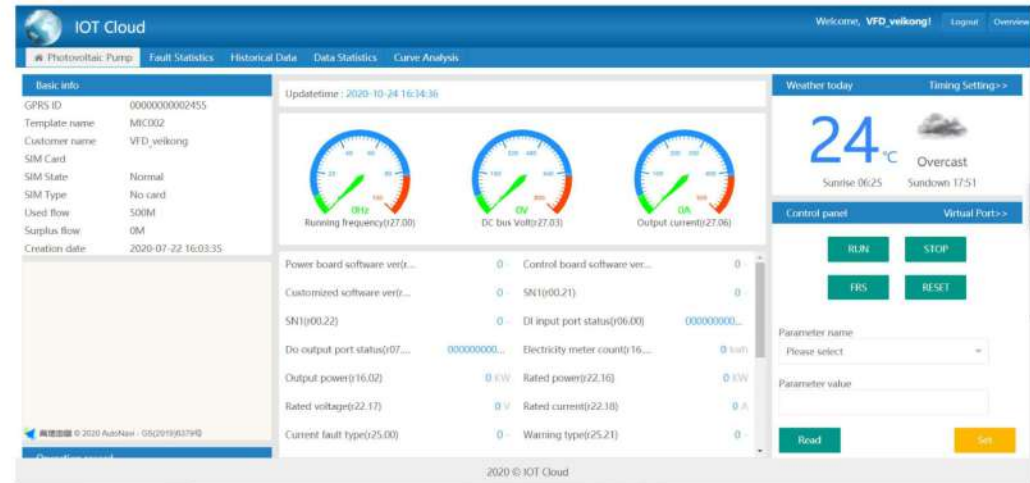 IOT Cloud
Welcome, VFD_veikong!
Logout
Overview
Photovoltaic Pump
Fault Statistics
Historical Data
Data Statistics
Curve Analysis
Basic info
GPRS ID 00000000002455
Template name MIC002
Customer name VFD_veikong
SIM Card
SIM State Normal
SIM Type No card
Used flow 500M
Surplus flow 0M
Creation date 2020-07-22 16:03:35
© 2020 AutoNavi - GS(2019)6379号
Updatetime : 2020-10-24 16:34:36
0Hz
Running frequency(r27.00)
0V
DC bus Volt(r27.03)
0A
Output current(r27.06)
Power board software ver(r... 0 -
Control board software ver... 0 -
Customized software ver(r... 0 -
SN1(r00.21) 0 -
SN1(r00.22) 0 -
DI input port status(r06.00) 000000000...
Do output port status(r07.... 000000000...
Electricity meter count(r16.... 0 kwh
Output power(r16.02) 0 KW
Rated power(r22.16) 0 KW
Rated voltage(r22.17) 0 V
Rated current(r22.18) 0 A
Current fault type(r25.00) 0 -
Warning type(r25.21) 0 -
Weather today
Timing Setting>>
24 °C
Overcast
Sunrise 06:25
Sundown 17:51
Control panel
Virtual Port>>
RUN
STOP
FRS
RESET
Parameter name
Please select
Parameter value
Read
Set
2020 © IOT Cloud